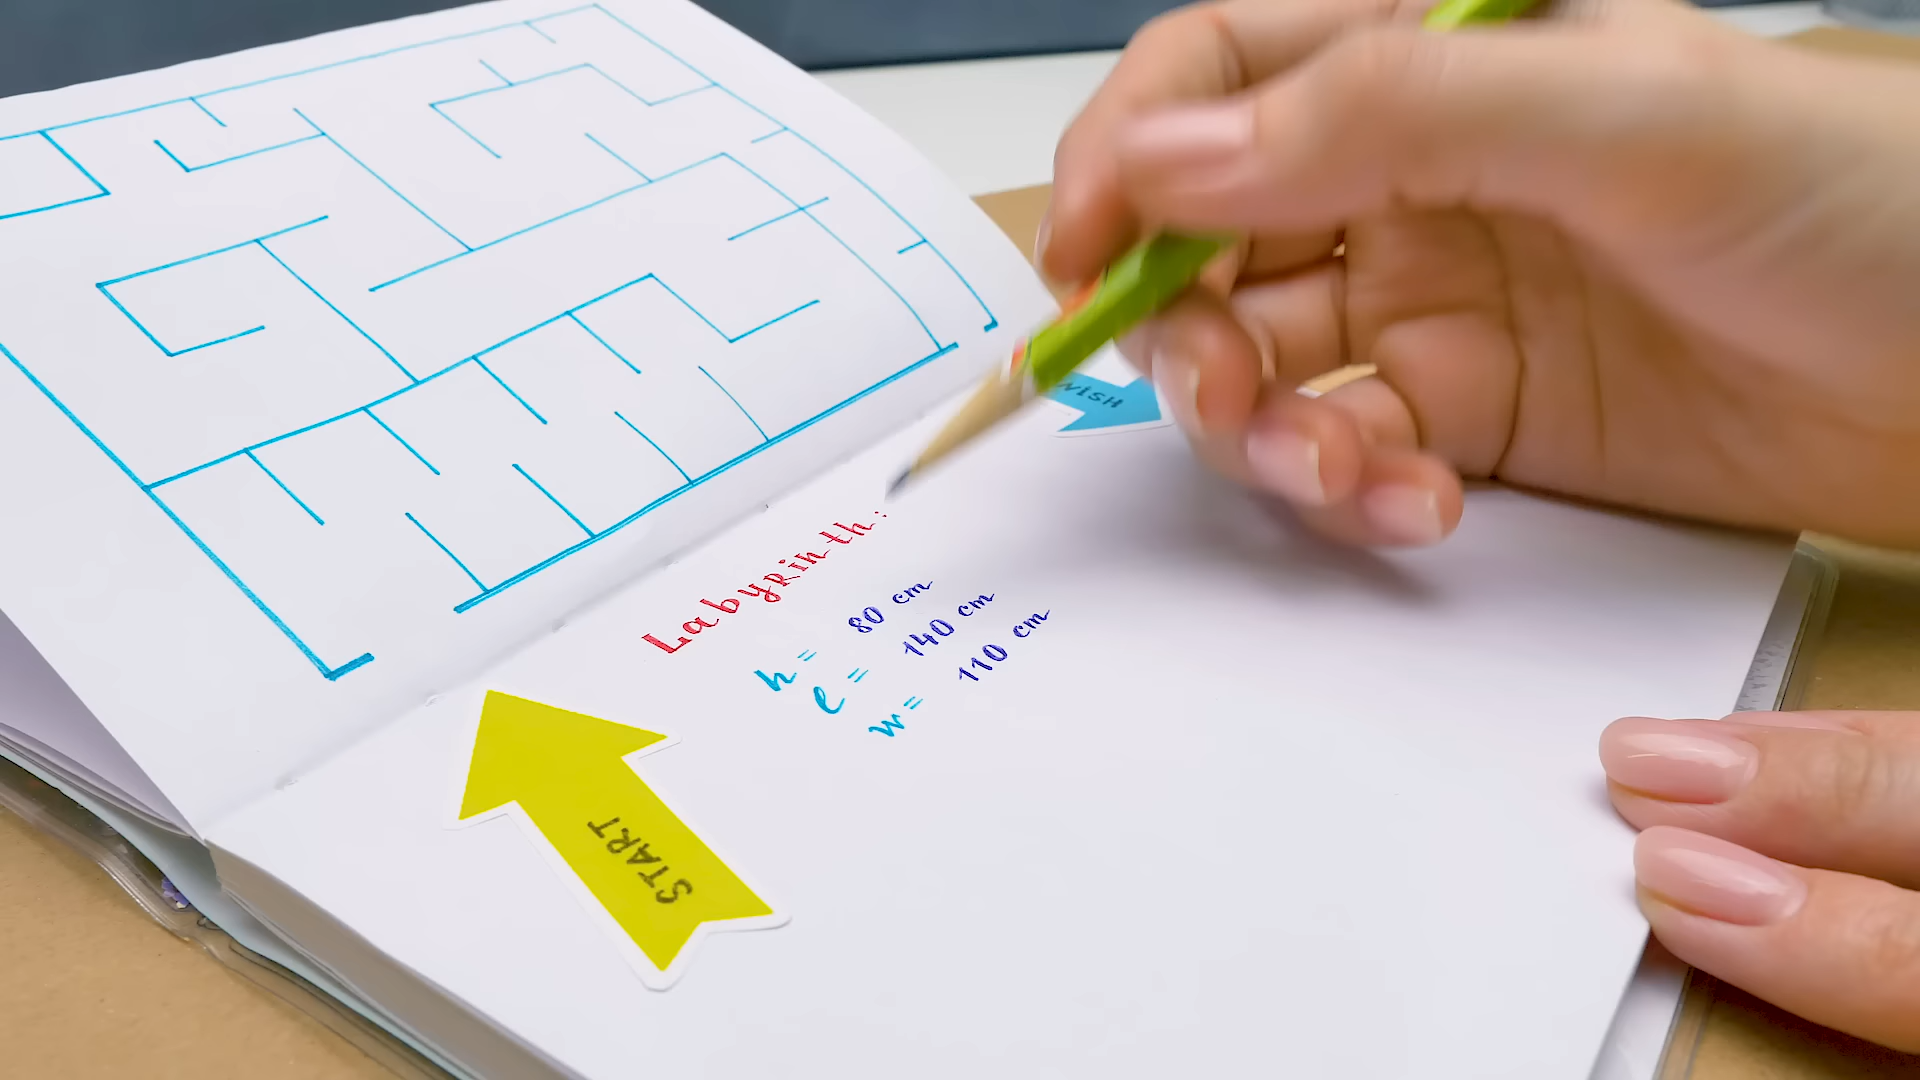 Labyrinth:
h = 80 cm
l = 140 cm
w = 110 cm
START